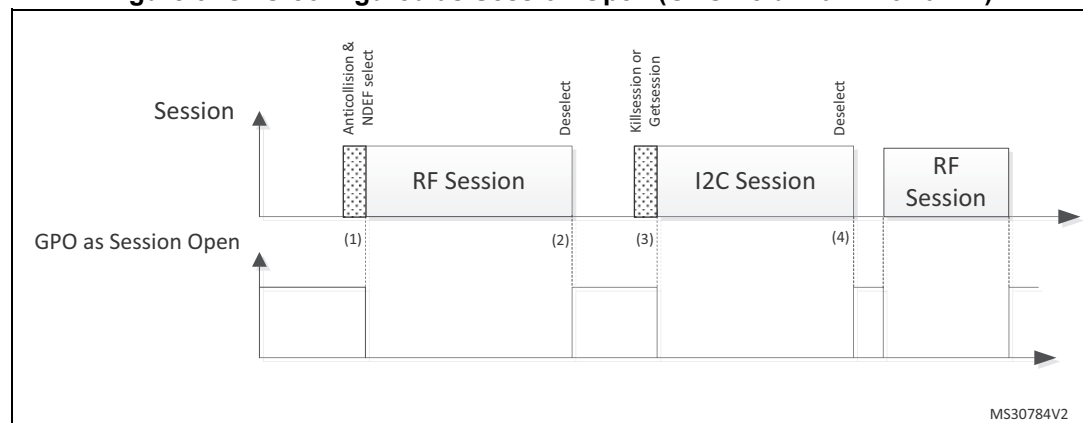 Anticollision &
NDEF select
Deselect
Killsession or
Getsession
Deselect
Session
RF Session
I2C Session
RF
Session
(1)
(2)
(3)
(4)
GPO as Session Open
MS30784V2